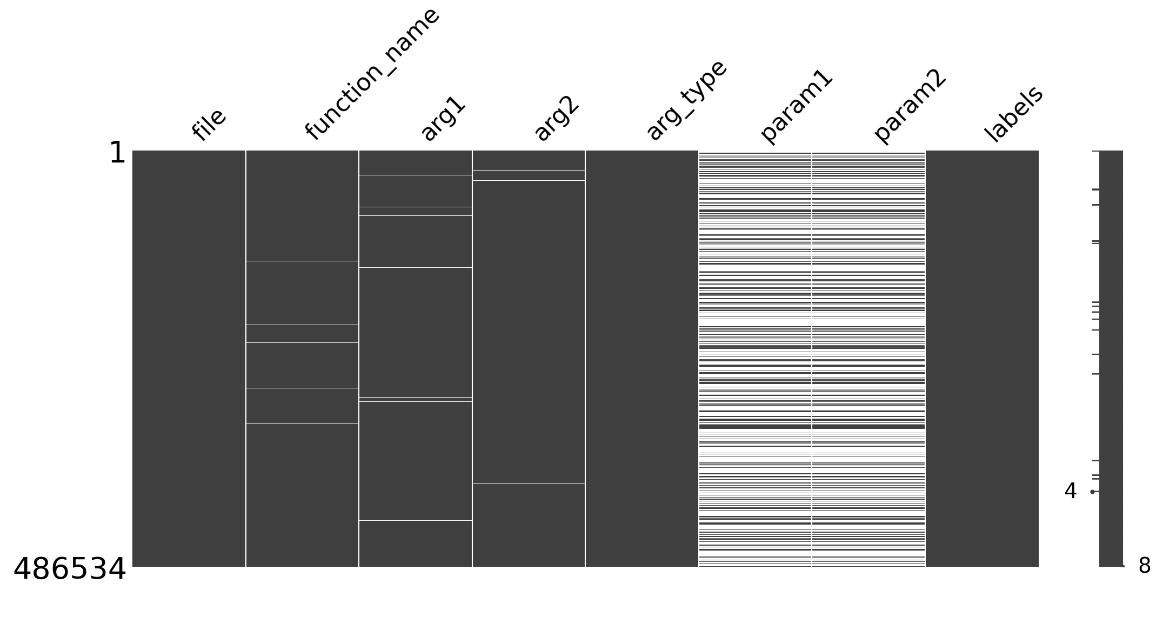 file
function_name
arg1
arg2
arg_type
param1
param2
labels
1
4
486534
8